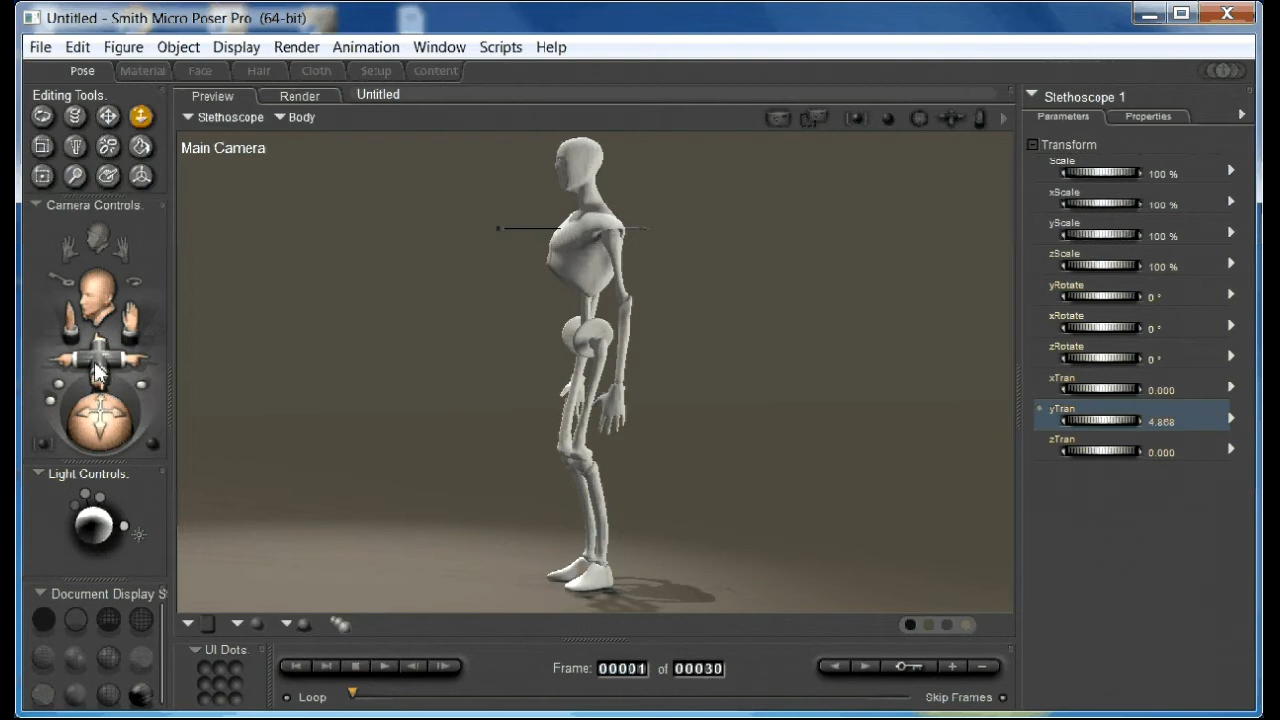 Untitled - Smith Micro Poser Pro (64-bit)
File Edit Figure Object Display Render Animation Window Scripts Help
Pose Material Face Hair Cloth Setup Content
Editing Tools.
Preview Render Untitled
Stethoscope Body
Main Camera
Camera Controls.
Light Controls.
Document Display S
UI Dots.
Frame: 00001 of 00030
Loop
Skip Frames
Stethoscope 1
Parameters Properties
Transform
Scale
100 %
xScale
100 %
yScale
100 %
zScale
100 %
yRotate
0 °
xRotate
0 °
zRotate
0 °
xTran
0.000
yTran
4.868
zTran
0.000